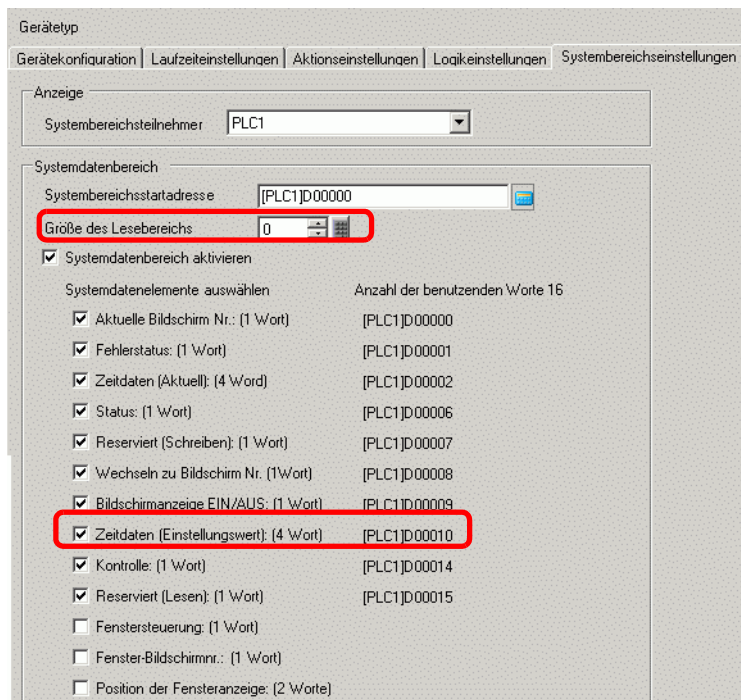 Gerätetyp
Gerätekonfiguration Laufzeiteinstellungen Aktionseinstellungen Logikeinstellungen Systembereichseinstellungen
Anzeige
Systembereichsteilnehmer PLC1
Systemdatenbereich
Systembereichsstartadresse [PLC1]D00000
Größe des Lesebereichs 0
Systemdatenbereich aktivieren
Systemdatenelemente auswählen Anzahl der benutzenden Worte 16
Aktuelle Bildschirm Nr.: (1 Wort) [PLC1]D00000
Fehlerstatus: (1 Wort) [PLC1]D00001
Zeitdaten (Aktuell): (4 Word) [PLC1]D00002
Status: (1 Wort) [PLC1]D00006
Reserviert (Schreiben): (1 Wort) [PLC1]D00007
Wechseln zu Bildschirm Nr. (1Wort) [PLC1]D00008
Bildschirmanzeige EIN/AUS: (1 Wort) [PLC1]D00009
Zeitdaten (Einstellungswert): (4 Wort) [PLC1]D00010
Kontrolle: (1 Wort) [PLC1]D00014
Reserviert (Lesen): (1 Wort) [PLC1]D00015
Fenstersteuerung: (1 Wort)
Fenster-Bildschirmnr.: (1 Wort)
Position der Fensteranzeige: (2 Worte)